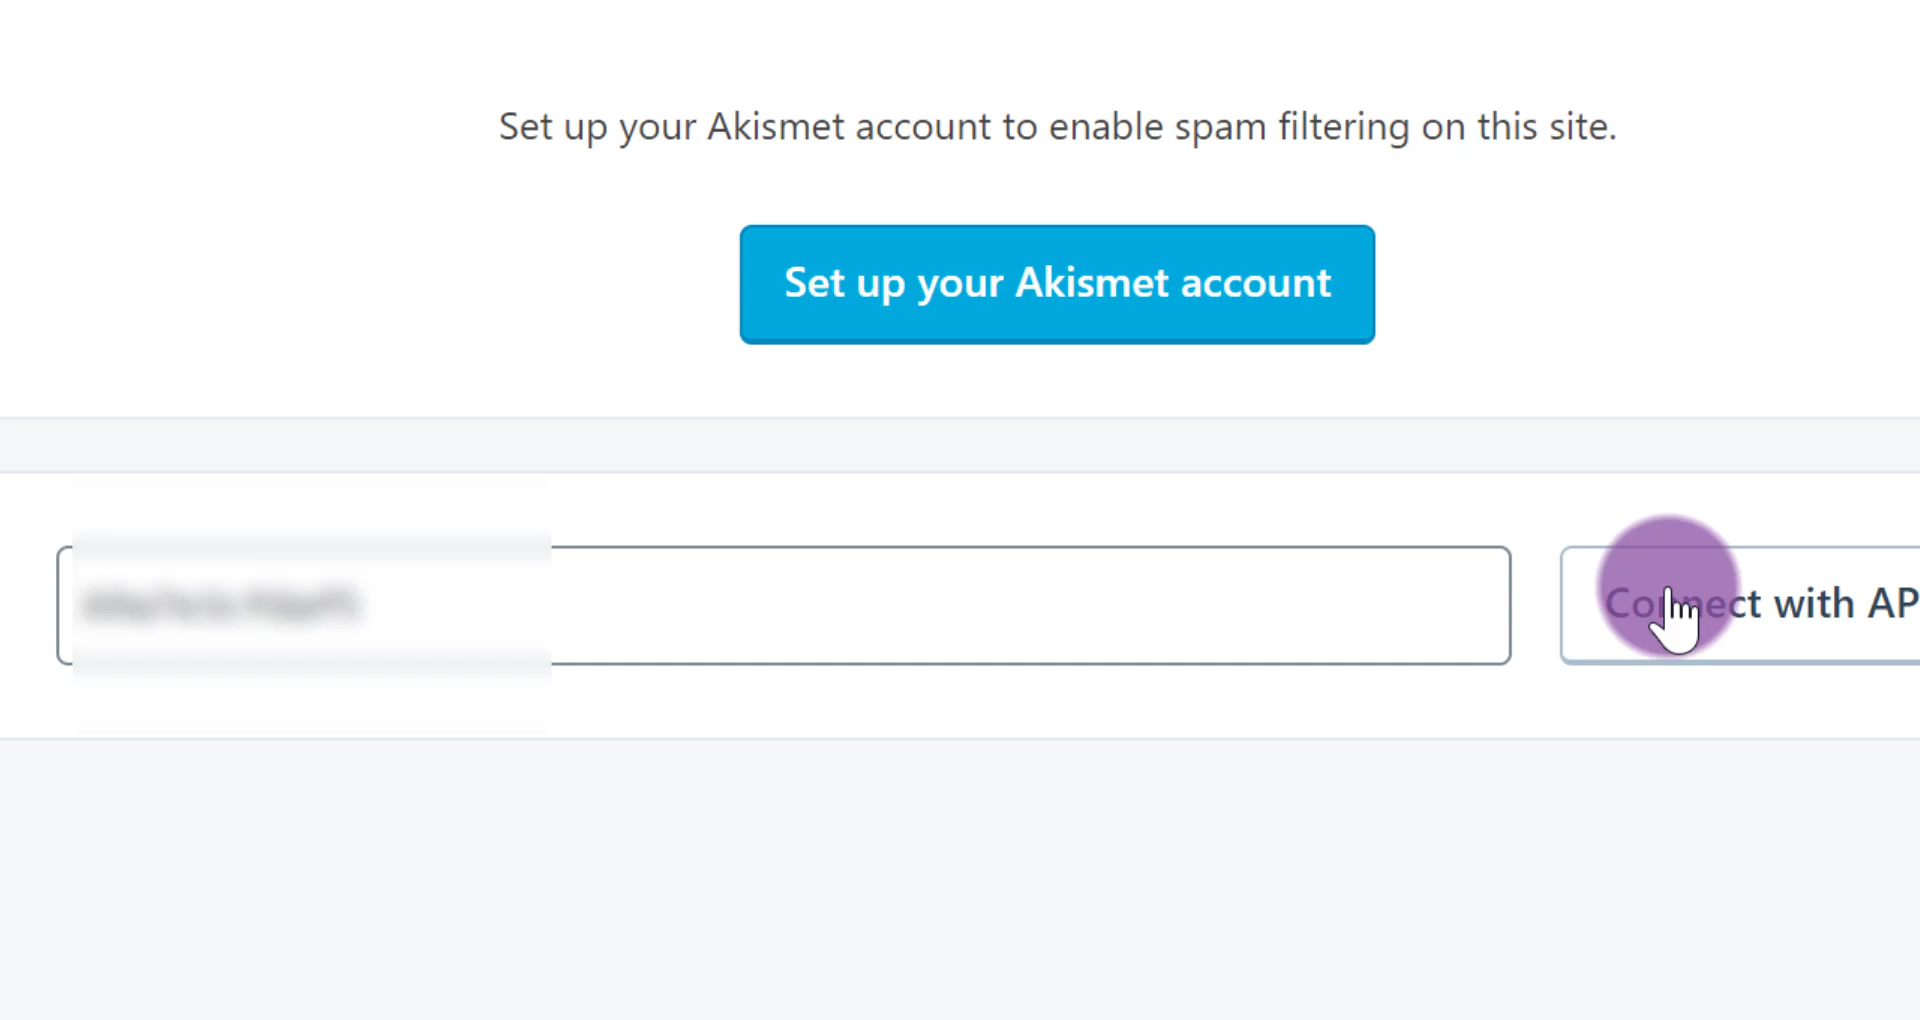 Set up your Akismet account to enable spam filtering on this site.
Set up your Akismet account
Connect with AP